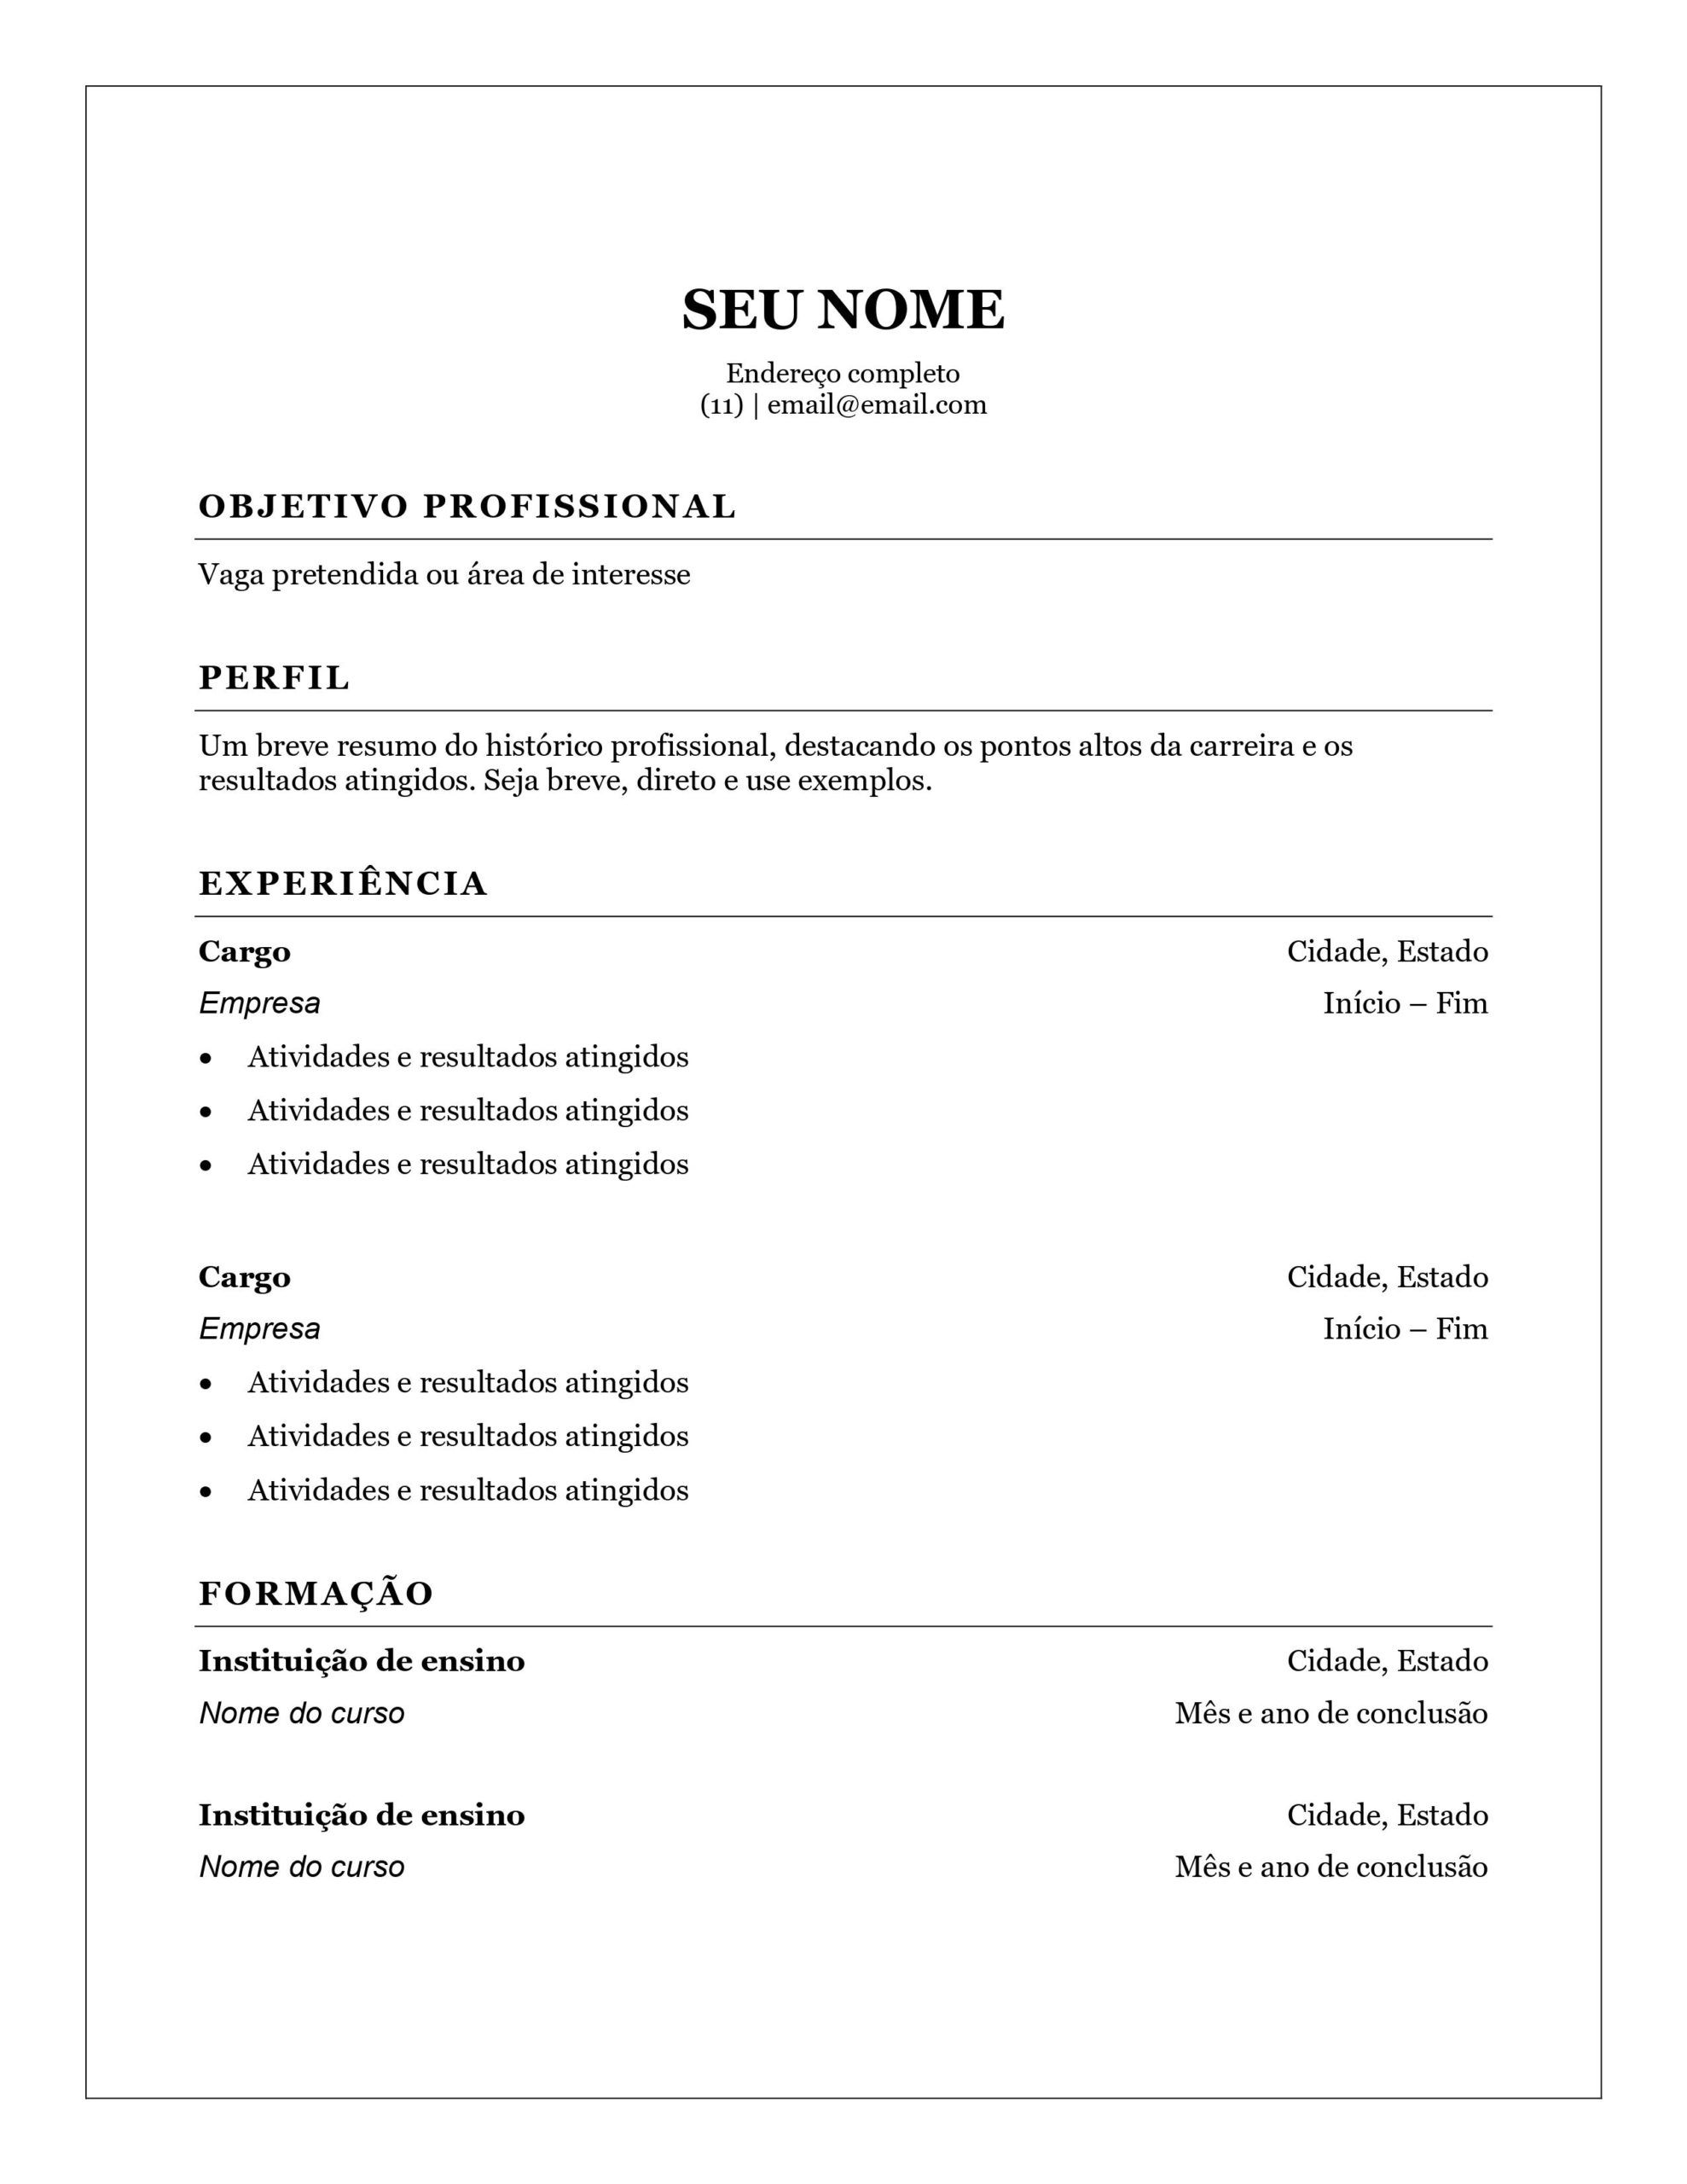 SEU NOME
Endereço completo
(11) | email@email.com
OBJETIVO PROFISSIONAL
Vaga pretendida ou área de interesse
PERFIL
Um breve resumo do histórico profissional, destacando os pontos altos da carreira e os
resultados atingidos. Seja breve, direto e use exemplos.
EXPERIÊNCIA
Cargo Cidade, Estado
Empresa Início – Fim
• Atividades e resultados atingidos
• Atividades e resultados atingidos
• Atividades e resultados atingidos
Cargo Cidade, Estado
Empresa Início – Fim
• Atividades e resultados atingidos
• Atividades e resultados atingidos
• Atividades e resultados atingidos
FORMAÇÃO
Instituição de ensino Cidade, Estado
Nome do curso Mês e ano de conclusão
Instituição de ensino Cidade, Estado
Nome do curso Mês e ano de conclusão